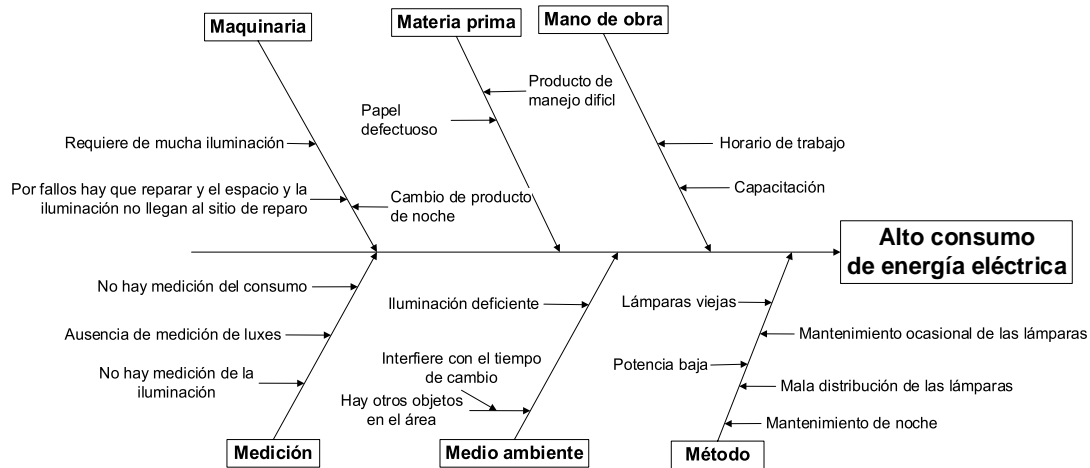 Maquinaria
Materia prima
Mano de obra
Producto de
manejo dificl
Papel
defectuoso
Requiere de mucha iluminación
Horario de trabajo
Por fallos hay que reparar y el espacio y la
iluminación no llegan al sitio de reparo
Cambio de producto
de noche
Capacitación
Alto consumo
de energía eléctrica
No hay medición del consumo
Iluminación deficiente
Lámparas viejas
Ausencia de medición de luxes
Mantenimiento ocasional de las lámparas
Interfiere con el tiempo
de cambio
Potencia baja
No hay medición de la
iluminación
Mala distribución de las lámparas
Hay otros objetos
en el área
Mantenimiento de noche
Medición
Medio ambiente
Método